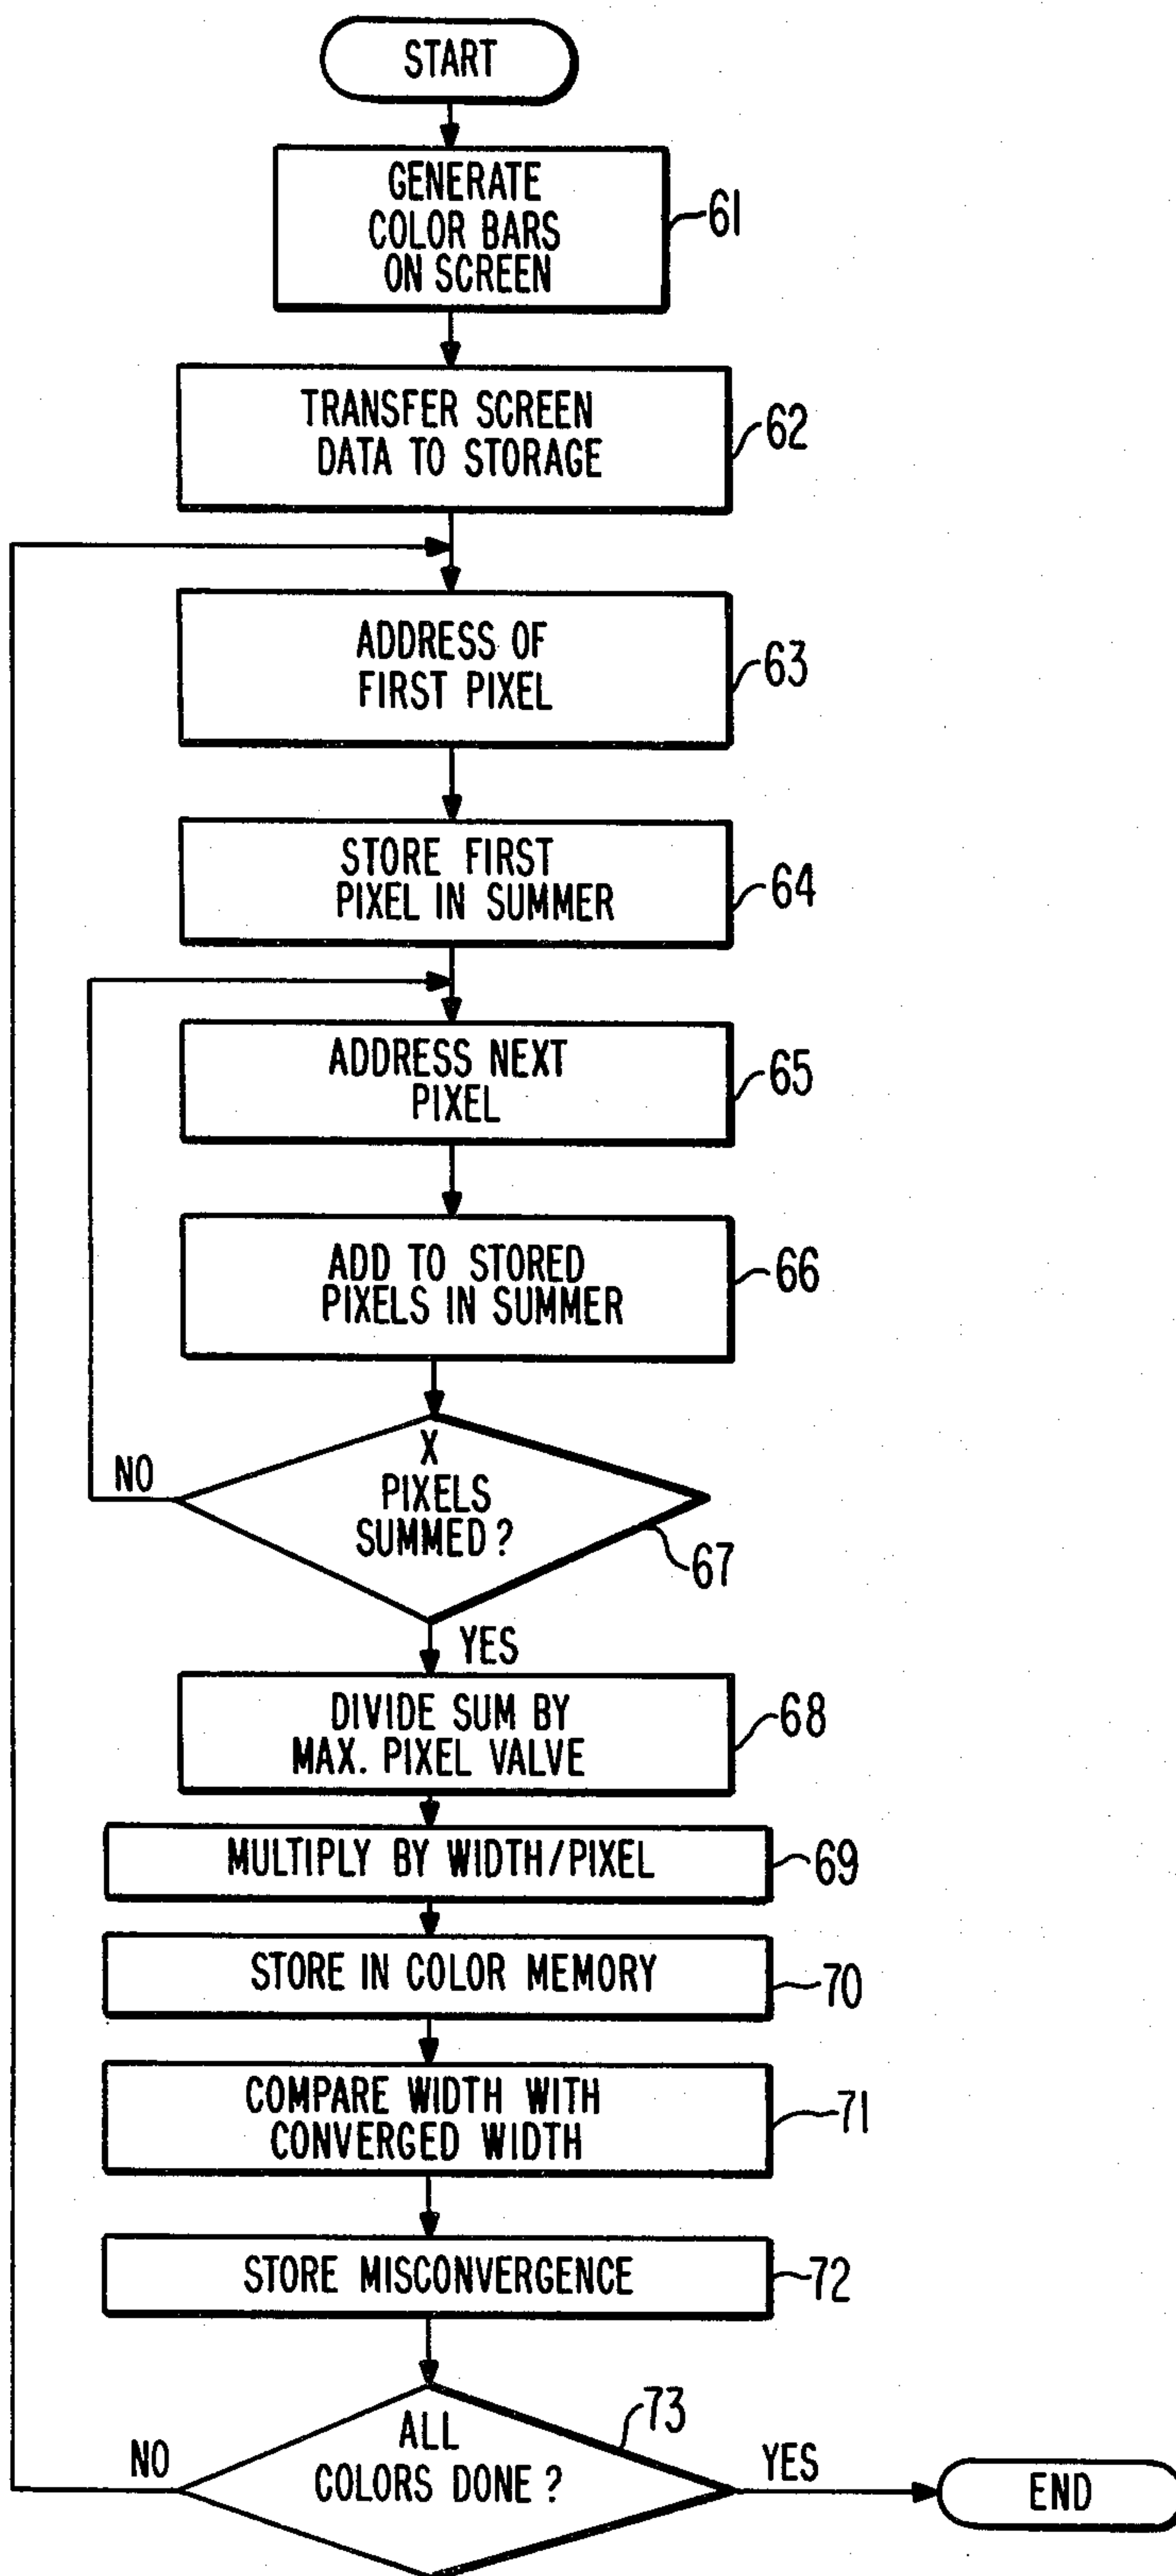 START
GENERATE
COLOR BARS
ON SCREEN
61
TRANSFER SCREEN
DATA TO STORAGE
62
ADDRESS OF
FIRST PIXEL
63
STORE FIRST
PIXEL IN SUMMER
64
ADDRESS NEXT
PIXEL
65
ADD TO STORED
PIXELS IN SUMMER
66
X
PIXELS
SUMMED?
67
NO
YES
DIVIDE SUM BY
MAX. PIXEL VALVE
68
MULTIPLY BY WIDTH/PIXEL
69
STORE IN COLOR MEMORY
70
COMPARE WIDTH WITH
CONVERGED WIDTH
71
STORE MISCONVERGENCE
72
ALL
COLORS DONE?
73
NO
YES
END